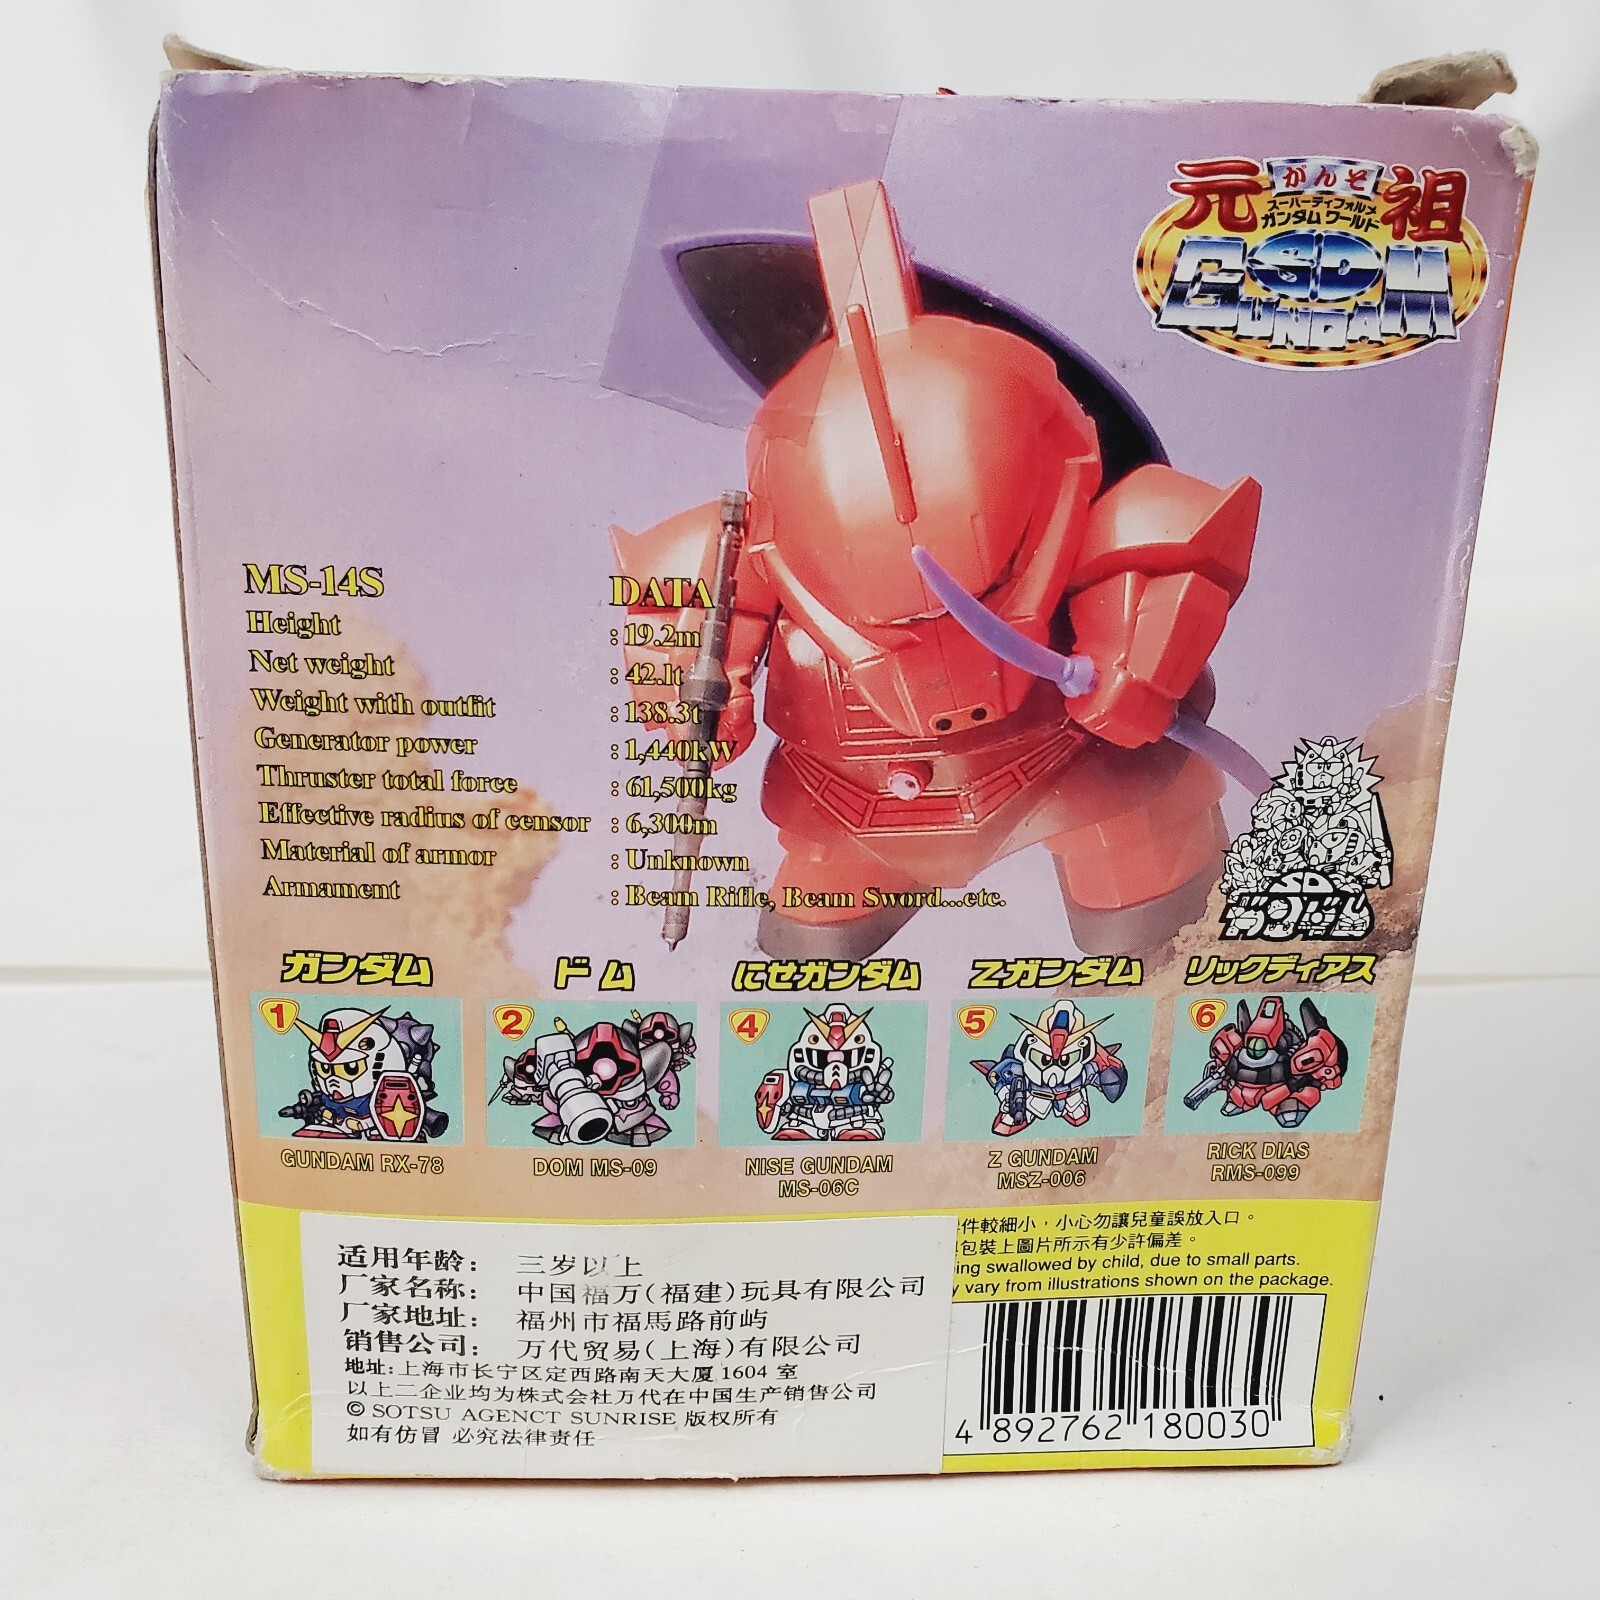 元 がんそ 祖
スーパーディフォルメ
ガンダム ワールド
SD
GUNDAM
MS-14S DATA
Height : 19.2m
Net weight : 42.1t
Weight with outfit : 138.3t
Generator power : 1,440kW
Thruster total force : 61,500kg
Effective radius of censor : 6,300m
Material of armor : Unknown
Armament : Beam Rifle, Beam Sword...etc.
SD
ガンダム
ガンダム ドム にせガンダム Zガンダム リックディアス
1 2 4 5 6
GUNDAM RX-78 DOM MS-09 NISE GUNDAM Z GUNDAM RICK DIAS
MS-06C MSZ-006 RMS-099
件較細小，小心勿讓兒童誤放入口。
包裝上圖片所示有少許偏差。
ing swallowed by child, due to small parts.
y vary from illustrations shown on the package.
适用年龄： 三岁以上
厂家名称： 中国福万(福建)玩具有限公司
厂家地址： 福州市福馬路前屿
销售公司： 万代贸易(上海)有限公司
地址:上海市长宁区定西路南天大厦 1604 室
以上二企业均为株式会社万代在中国生产销售公司
© SOTSU AGENCT SUNRISE 版权所有
如有仿冒 必究法律责任
4 892762 180030